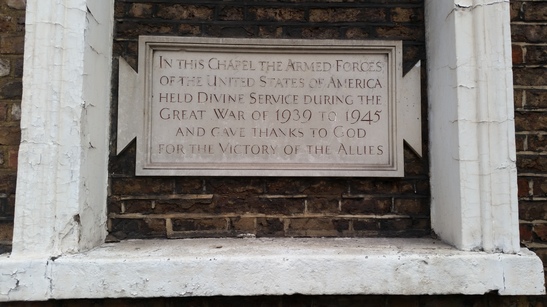 In this Chapel the Armed Forces
of the United States of America
held Divine Service during the
Great War of 1939 to 1945
and gave thanks to God
for the Victory of the Allies